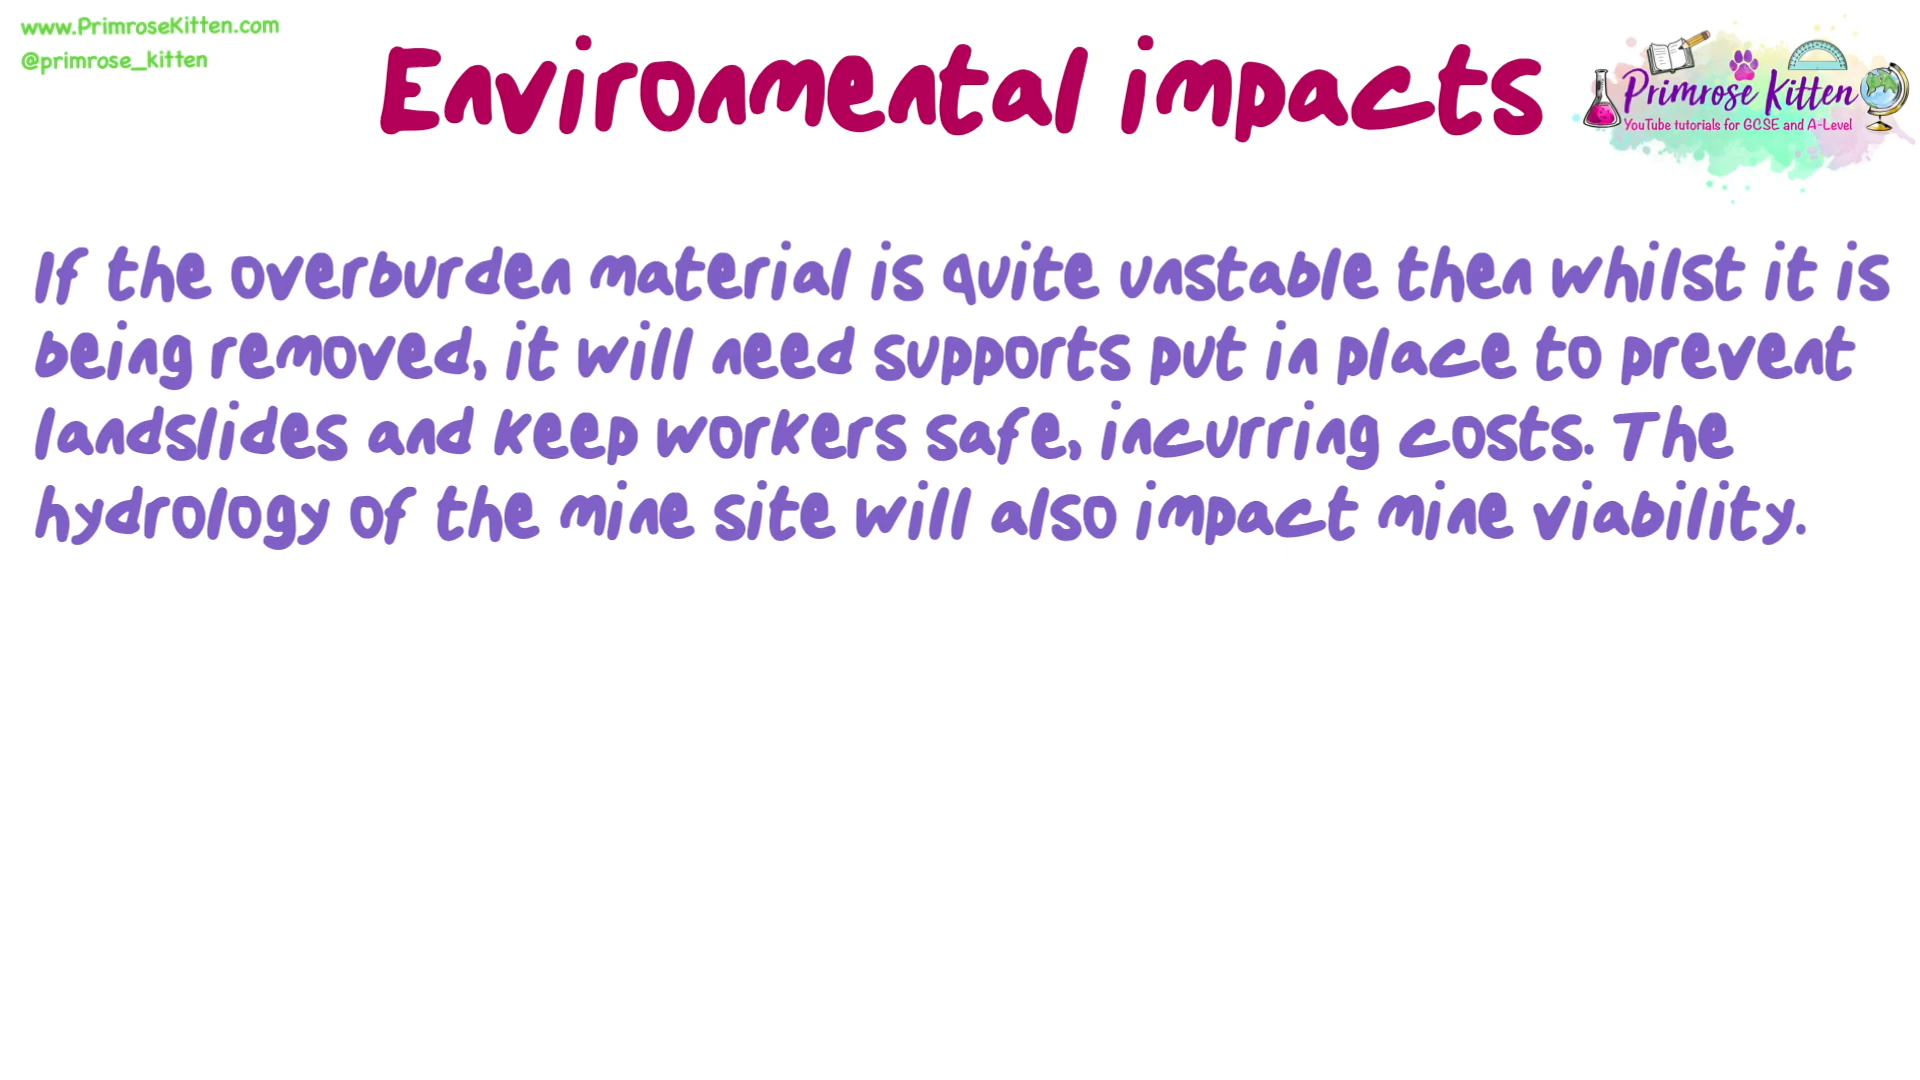 www.PrimroseKitten.com
@primrose_kitten
Environmental impacts
Primrose Kitten
YouTube tutorials for GCSE and A-Level
If the overburden material is quite unstable then whilst it is
being removed, it will need supports put in place to prevent
landslides and keep workers safe, incurring costs. The
hydrology of the mine site will also impact mine viability.